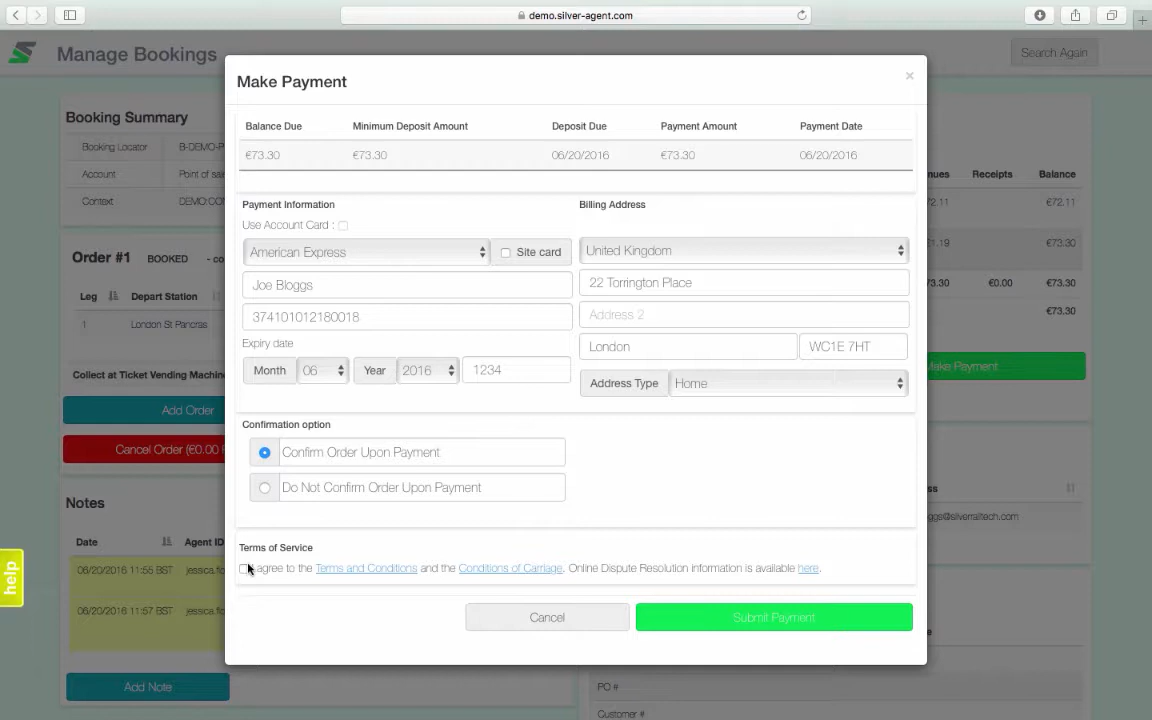 demo.silver-agent.com
Manage Bookings
Search Again
Make Payment
×
Balance Due Minimum Deposit Amount Deposit Due Payment Amount Payment Date
€73.30 €73.30 06/20/2016 €73.30 06/20/2016
Payment Information
Use Account Card :
American Express Site card
Joe Bloggs
374101012180018
Expiry date
Month 06 Year 2016 1234
Billing Address
United Kingdom
22 Torrington Place
Address 2
London WC1E 7HT
Address Type Home
Confirmation option
Confirm Order Upon Payment
Do Not Confirm Order Upon Payment
Terms of Service
agree to the Terms and Conditions and the Conditions of Carriage. Online Dispute Resolution information is available here.
Cancel Submit Payment
Booking Summary
Booking Locator B-DEMO-P
Account Point of sal
Context DEMO:CON
Order #1 BOOKED - co
Leg Depart Station
1 London St Pancras
Collect at Ticket Vending Machine
Add Order
Cancel Order (€0.00
Notes
Date Agent ID
06/20/2016 11:55 BST jessica.flo
06/20/2016 11:57 BST jessica.flo
Add Note
help
nues Receipts Balance
€72.11
€73.30
€0.00 €73.30
€73.30
Make Payment
ggs@silverrailtech.com
PO #
Customer #